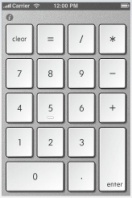 Carrier 12:00 PM
i
clear = / *
7 8 9 -
4 5 6 +
1 2 3
0 . enter